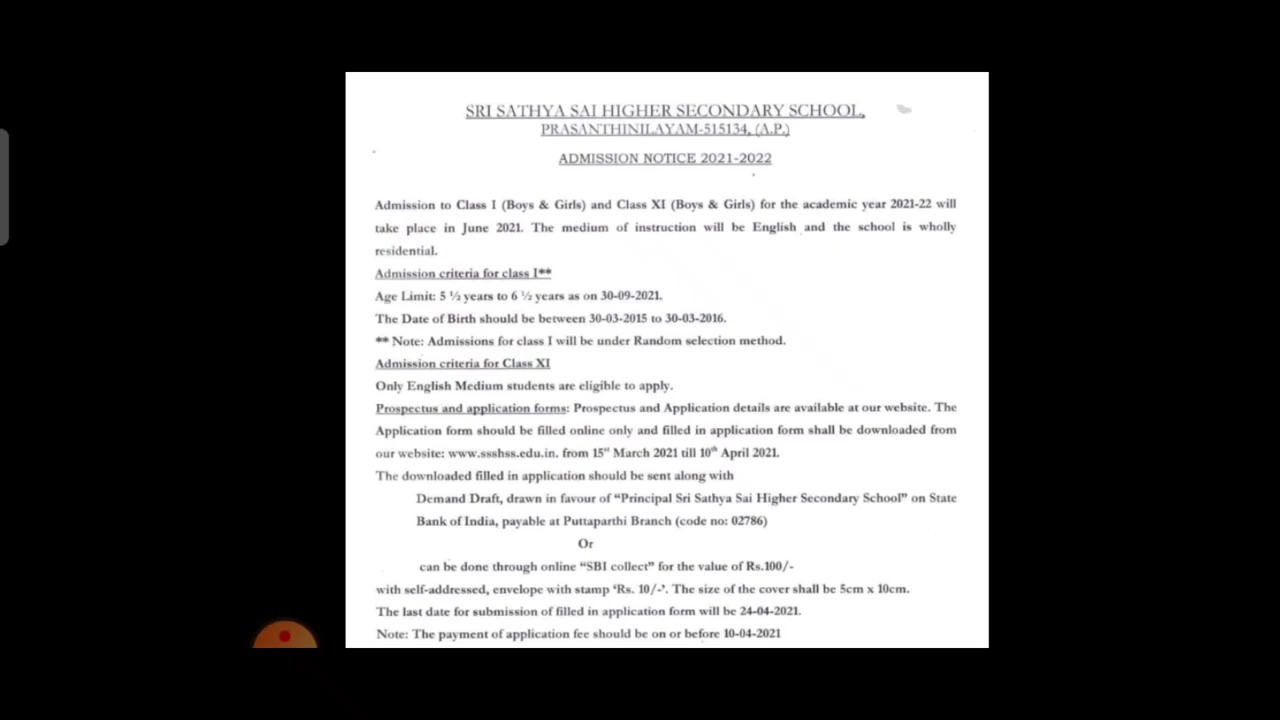 SRI SATHYA SAI HIGHER SECONDARY SCHOOL,
PRASANTHINILAYAM-515134, (A.P.)
ADMISSION NOTICE 2021-2022
Admission to Class I (Boys & Girls) and Class XI (Boys & Girls) for the academic year 2021-22 will
take place in June 2021. The medium of instruction will be English and the school is wholly
residential.
Admission criteria for class I**
Age Limit: 5 ½ years to 6 ½ years as on 30-09-2021.
The Date of Birth should be between 30-03-2015 to 30-03-2016.
** Note: Admissions for class I will be under Random selection method.
Admission criteria for Class XI
Only English Medium students are eligible to apply.
Prospectus and application forms: Prospectus and Application details are available at our website. The
Application form should be filled online only and filled in application form shall be downloaded from
our website: www.ssshss.edu.in. from 15st March 2021 till 10th April 2021.
The downloaded filled in application should be sent along with
Demand Draft, drawn in favour of “Principal Sri Sathya Sai Higher Secondary School” on State
Bank of India, payable at Puttaparthi Branch (code no: 02786)
Or
can be done through online “SBI collect” for the value of Rs.100/-
with self-addressed, envelope with stamp ‘Rs. 10/-’. The size of the cover shall be 5cm x 10cm.
The last date for submission of filled in application form will be 24-04-2021.
Note: The payment of application fee should be on or before 10-04-2021